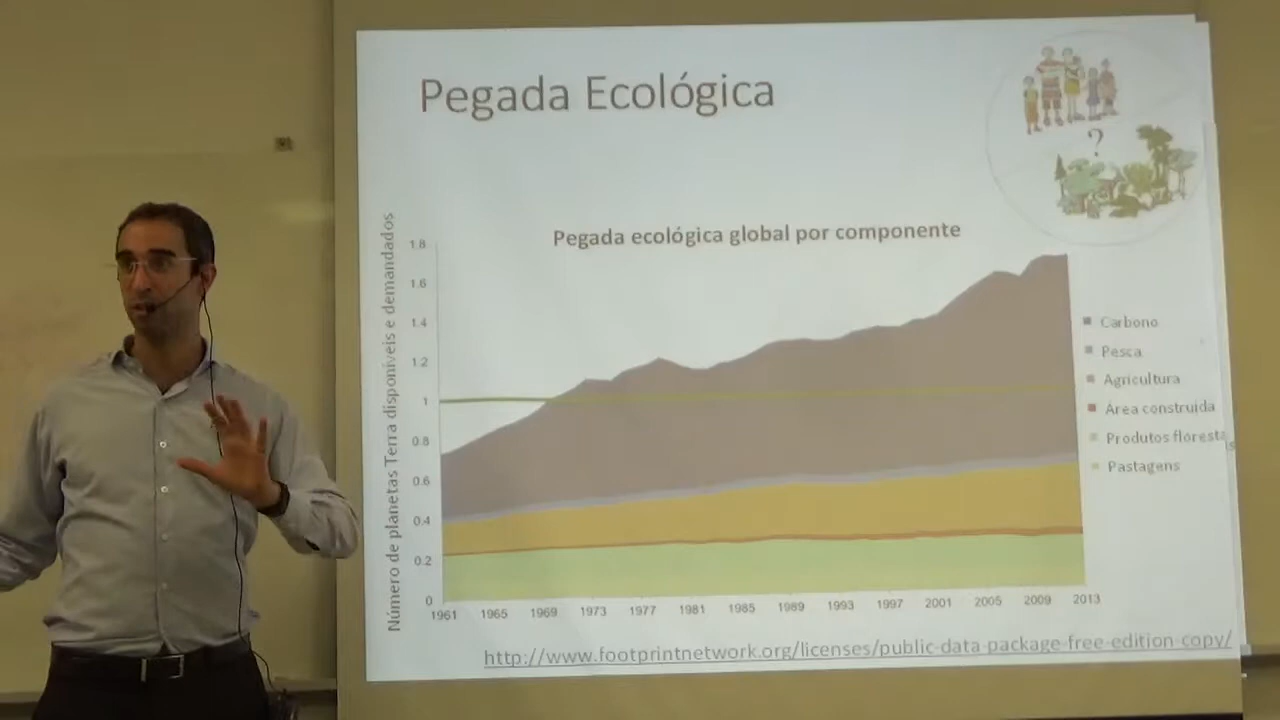 Pegada Ecológica
?
Pegada ecológica global por componente
Número de planetas Terra disponíveis e demandados
1.8
1.6
1.4
1.2
1
0.8
0.6
0.4
0.2
0
1961 1965 1969 1973 1977 1981 1985 1989 1993 1997 2001 2005 2009 2013
Carbono
Pesca
Agricultura
Área construida
Produtos florestais
Pastagens
http://www.footprintnetwork.org/licenses/public-data-package-free-edition-copy/